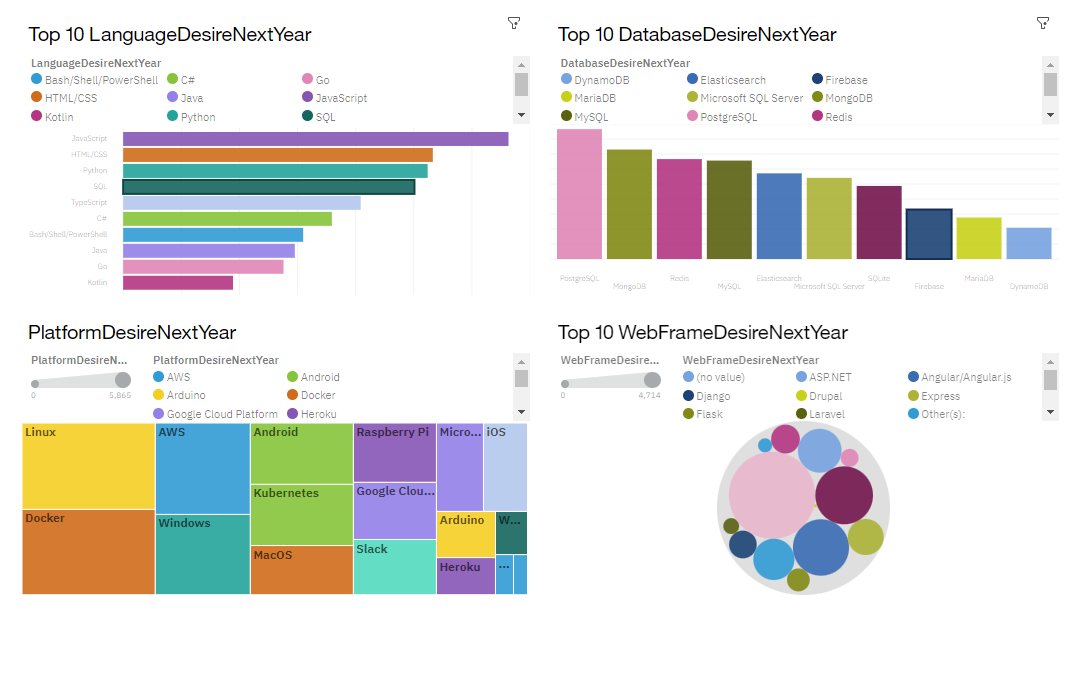 Top 10 LanguageDesireNextYear
LanguageDesireNextYear
Bash/Shell/PowerShell C# Go
HTML/CSS Java JavaScript
Kotlin Python SQL
JavaScript
HTML/CSS
Python
SQL
TypeScript
C#
Bash/Shell/PowerShell
Java
Go
Kotlin
Top 10 DatabaseDesireNextYear
DatabaseDesireNextYear
DynamoDB Elasticsearch Firebase
MariaDB Microsoft SQL Server MongoDB
MySQL PostgreSQL Redis
PostgreSQL Redis Elasticsearch SQLite MariaDB
MongoDB MySQL Microsoft SQL Server Firebase DynamoDB
PlatformDesireNextYear
PlatformDesireN... PlatformDesireNextYear
0 5,865
AWS Android
Arduino Docker
Google Cloud Platform Heroku
Linux AWS Android Raspberry Pi Micro... iOS
Kubernetes Google Clou...
Docker Windows Arduino W...
MacOS Slack
Heroku ...
Top 10 WebFrameDesireNextYear
WebFrameDesire... WebFrameDesireNextYear
0 4,714
(no value) ASP.NET Angular/Angular.js
Django Drupal Express
Flask Laravel Other(s):